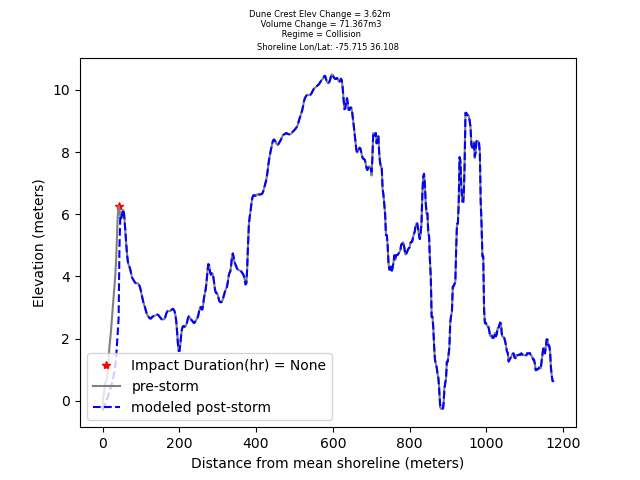 Dune Crest Elev Change = 3.62m
Volume Change = 71.367m3
Regime = Collision
Shoreline Lon/Lat: -75.715 36.108
10
8
6
4
2
0
Elevation (meters)
Impact Duration(hr) = None
pre-storm
modeled post-storm
0 200 400 600 800 1000 1200
Distance from mean shoreline (meters)